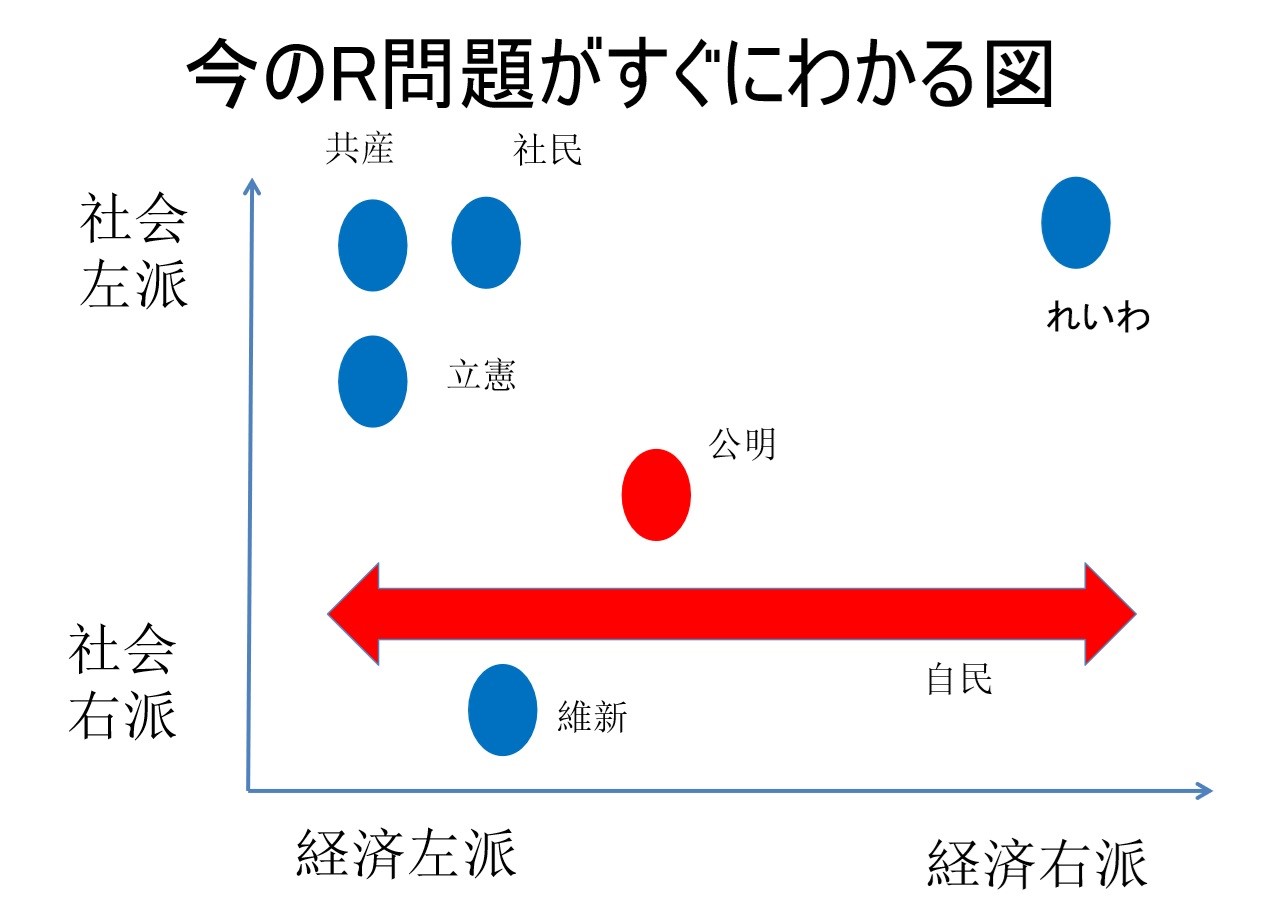 今のR問題がすぐにわかる図
共産
社民
社会
左派
れいわ
立憲
公明
社会
右派
自民
維新
経済左派
経済右派